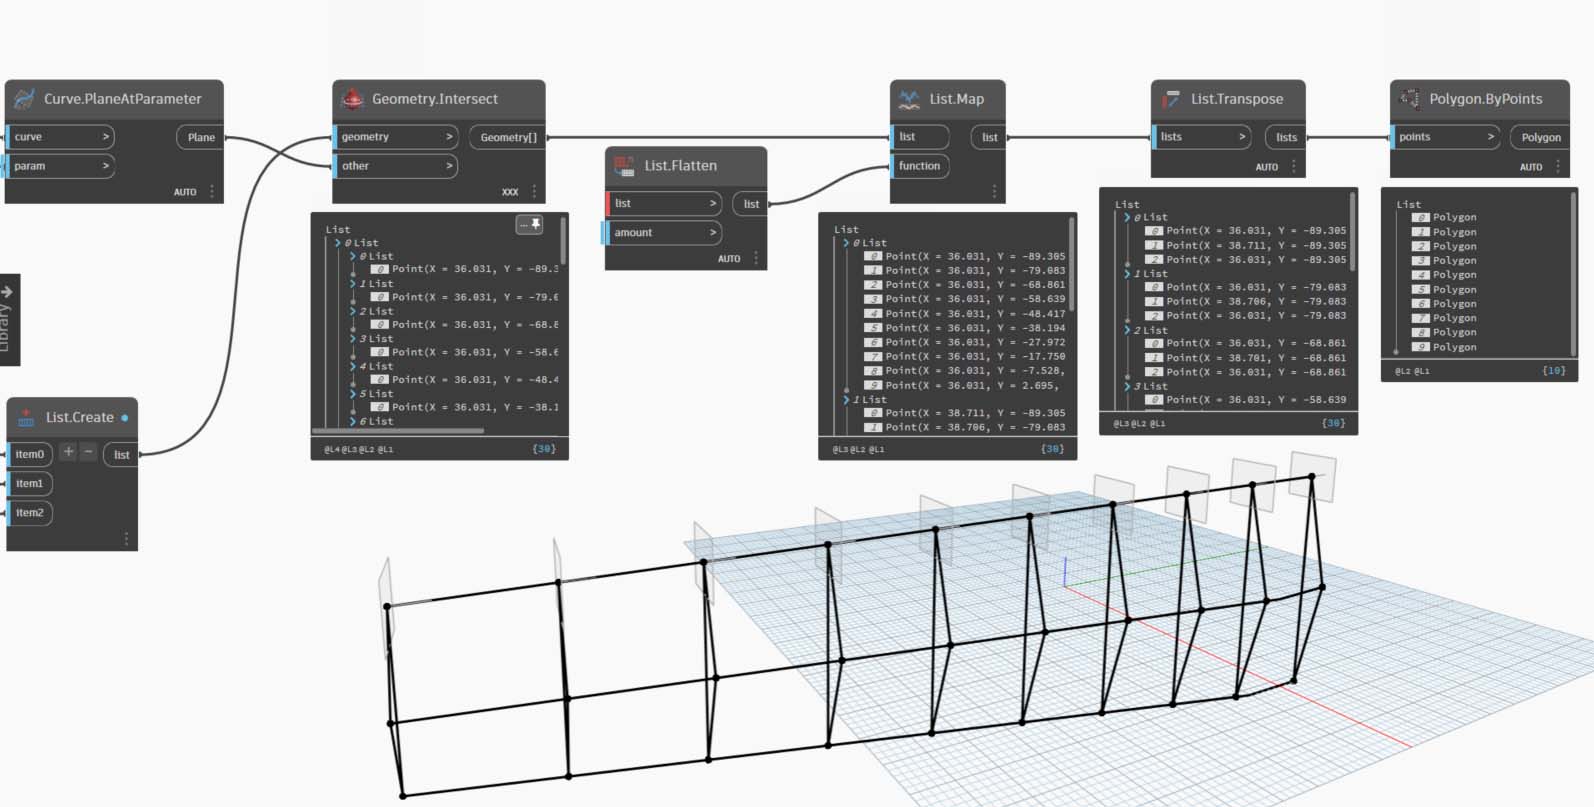 Curve.PlaneAtParameter
curve >
Plane
param >
AUTO
Geometry.Intersect
geometry >
Geometry[]
other >
XXX
List.Flatten
list >
list
amount >
AUTO
List.Map
list
list
function
List.Transpose
lists >
lists
AUTO
Polygon.ByPoints
points >
Polygon
AUTO
Library
List.Create
item0
+ −
list
item1
item2
List
0 List
0 List
0 Point(X = 36.031, Y = -89.3
1 List
0 Point(X = 36.031, Y = -79.0
2 List
0 Point(X = 36.031, Y = -68.8
3 List
0 Point(X = 36.031, Y = -58.6
4 List
0 Point(X = 36.031, Y = -48.4
5 List
0 Point(X = 36.031, Y = -38.1
6 List
@L4 @L3 @L2 @L1
{30}
List
0 List
0 Point(X = 36.031, Y = -89.305
1 Point(X = 36.031, Y = -79.083
2 Point(X = 36.031, Y = -68.861
3 Point(X = 36.031, Y = -58.639
4 Point(X = 36.031, Y = -48.417
5 Point(X = 36.031, Y = -38.194
6 Point(X = 36.031, Y = -27.972
7 Point(X = 36.031, Y = -17.750
8 Point(X = 36.031, Y = -7.528,
9 Point(X = 36.031, Y = 2.695,
1 List
0 Point(X = 38.711, Y = -89.305
1 Point(X = 38.706, Y = -79.083
@L3 @L2 @L1
{30}
List
0 List
0 Point(X = 36.031, Y = -89.305
1 Point(X = 38.711, Y = -89.305
2 Point(X = 36.031, Y = -89.305
1 List
0 Point(X = 36.031, Y = -79.083
1 Point(X = 38.706, Y = -79.083
2 Point(X = 36.031, Y = -79.083
2 List
0 Point(X = 36.031, Y = -68.861
1 Point(X = 38.701, Y = -68.861
2 Point(X = 36.031, Y = -68.861
3 List
0 Point(X = 36.031, Y = -58.639
@L3 @L2 @L1
{30}
List
0 Polygon
1 Polygon
2 Polygon
3 Polygon
4 Polygon
5 Polygon
6 Polygon
7 Polygon
8 Polygon
9 Polygon
@L2 @L1
{10}